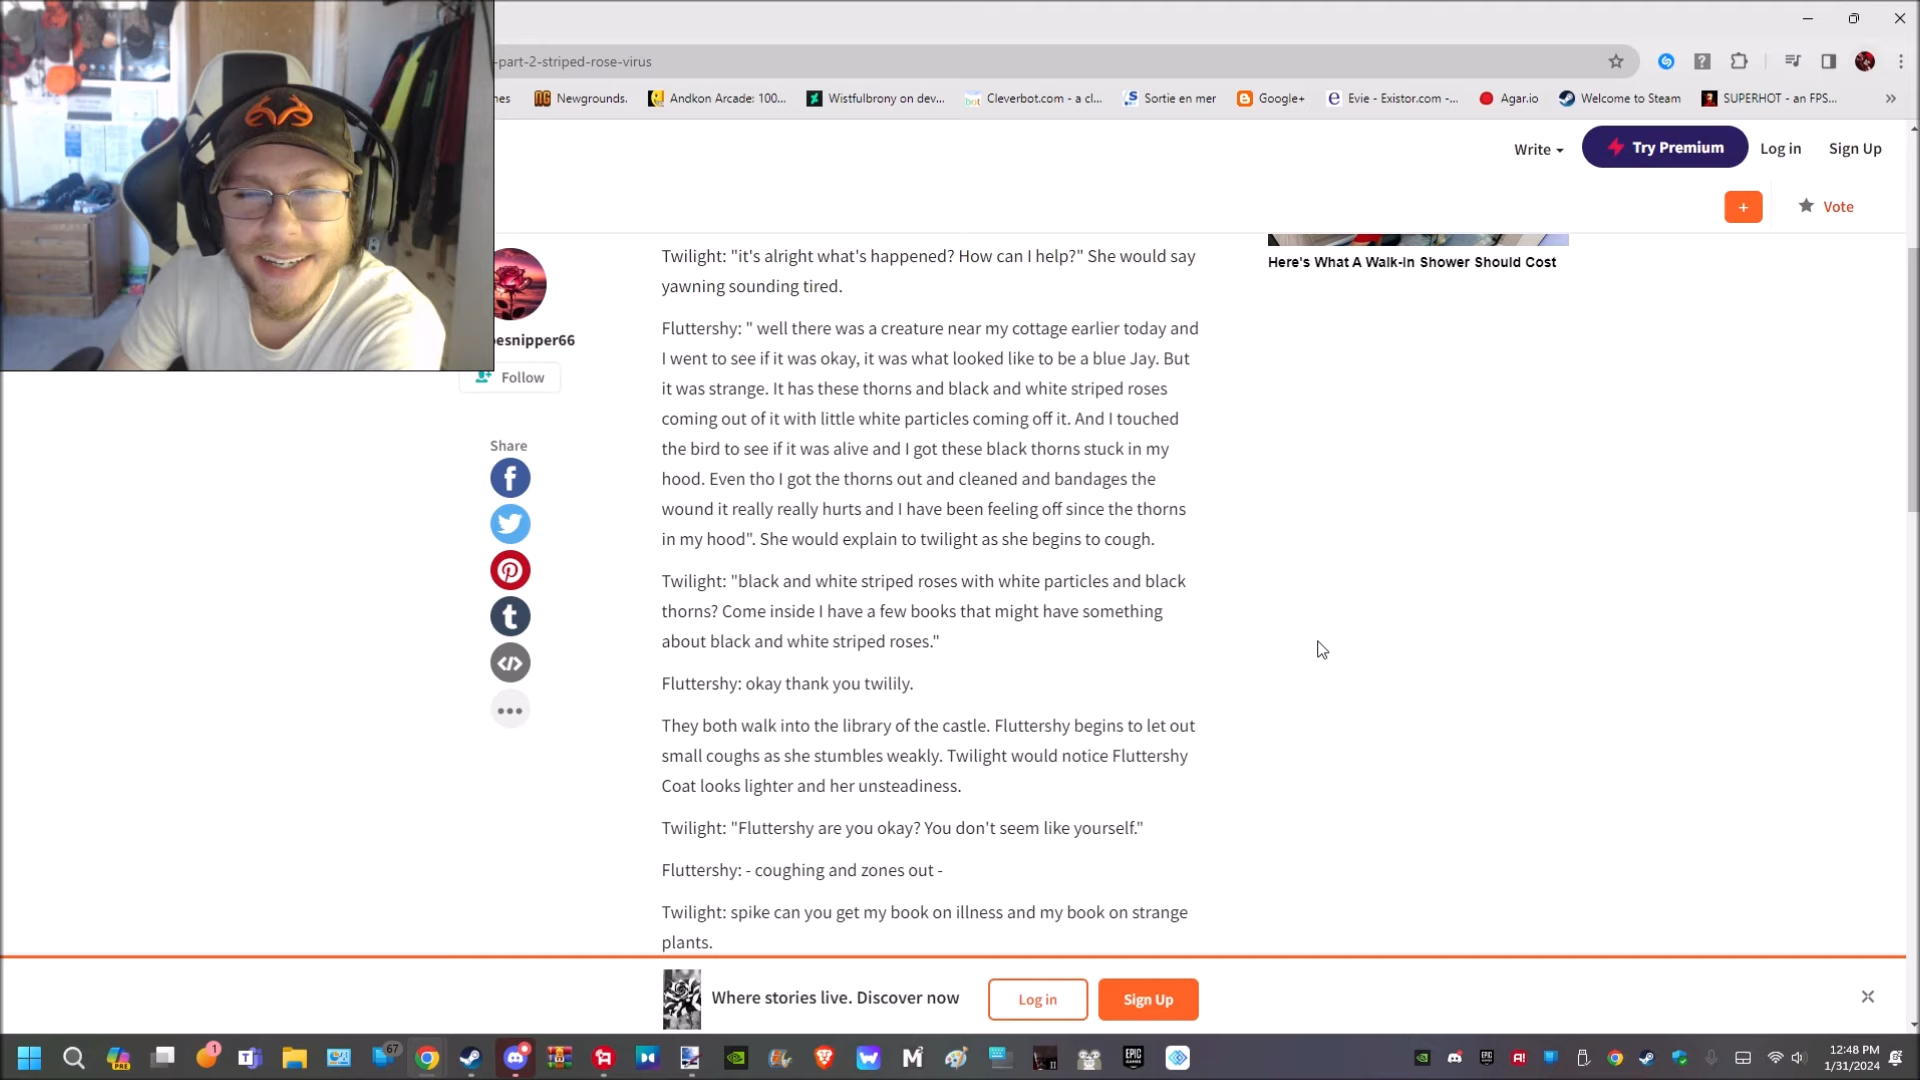 -part-2-striped-rose-virus
nes
Newgrounds.
Andkon Arcade: 100...
Wistfulbrony on dev...
Cleverbot.com - a cl...
Sortie en mer
Google+
Evie - Existor.com -...
Agar.io
Welcome to Steam
SUPERHOT - an FPS...
»
Write
Try Premium
Log in
Sign Up
+
Vote
Here's What A Walk-In Shower Should Cost
esnipper66
Follow
Share
Twilight: "it's alright what's happened? How can I help?" She would say
yawning sounding tired.
Fluttershy: " well there was a creature near my cottage earlier today and
I went to see if it was okay, it was what looked like to be a blue Jay. But
it was strange. It has these thorns and black and white striped roses
coming out of it with little white particles coming off it. And I touched
the bird to see if it was alive and I got these black thorns stuck in my
hood. Even tho I got the thorns out and cleaned and bandages the
wound it really really hurts and I have been feeling off since the thorns
in my hood". She would explain to twilight as she begins to cough.
Twilight: "black and white striped roses with white particles and black
thorns? Come inside I have a few books that might have something
about black and white striped roses."
Fluttershy: okay thank you twilily.
They both walk into the library of the castle. Fluttershy begins to let out
small coughs as she stumbles weakly. Twilight would notice Fluttershy
Coat looks lighter and her unsteadiness.
Twilight: "Fluttershy are you okay? You don't seem like yourself."
Fluttershy: - coughing and zones out -
Twilight: spike can you get my book on illness and my book on strange
plants.
Where stories live. Discover now
Log in
Sign Up
12:48 PM
1/31/2024